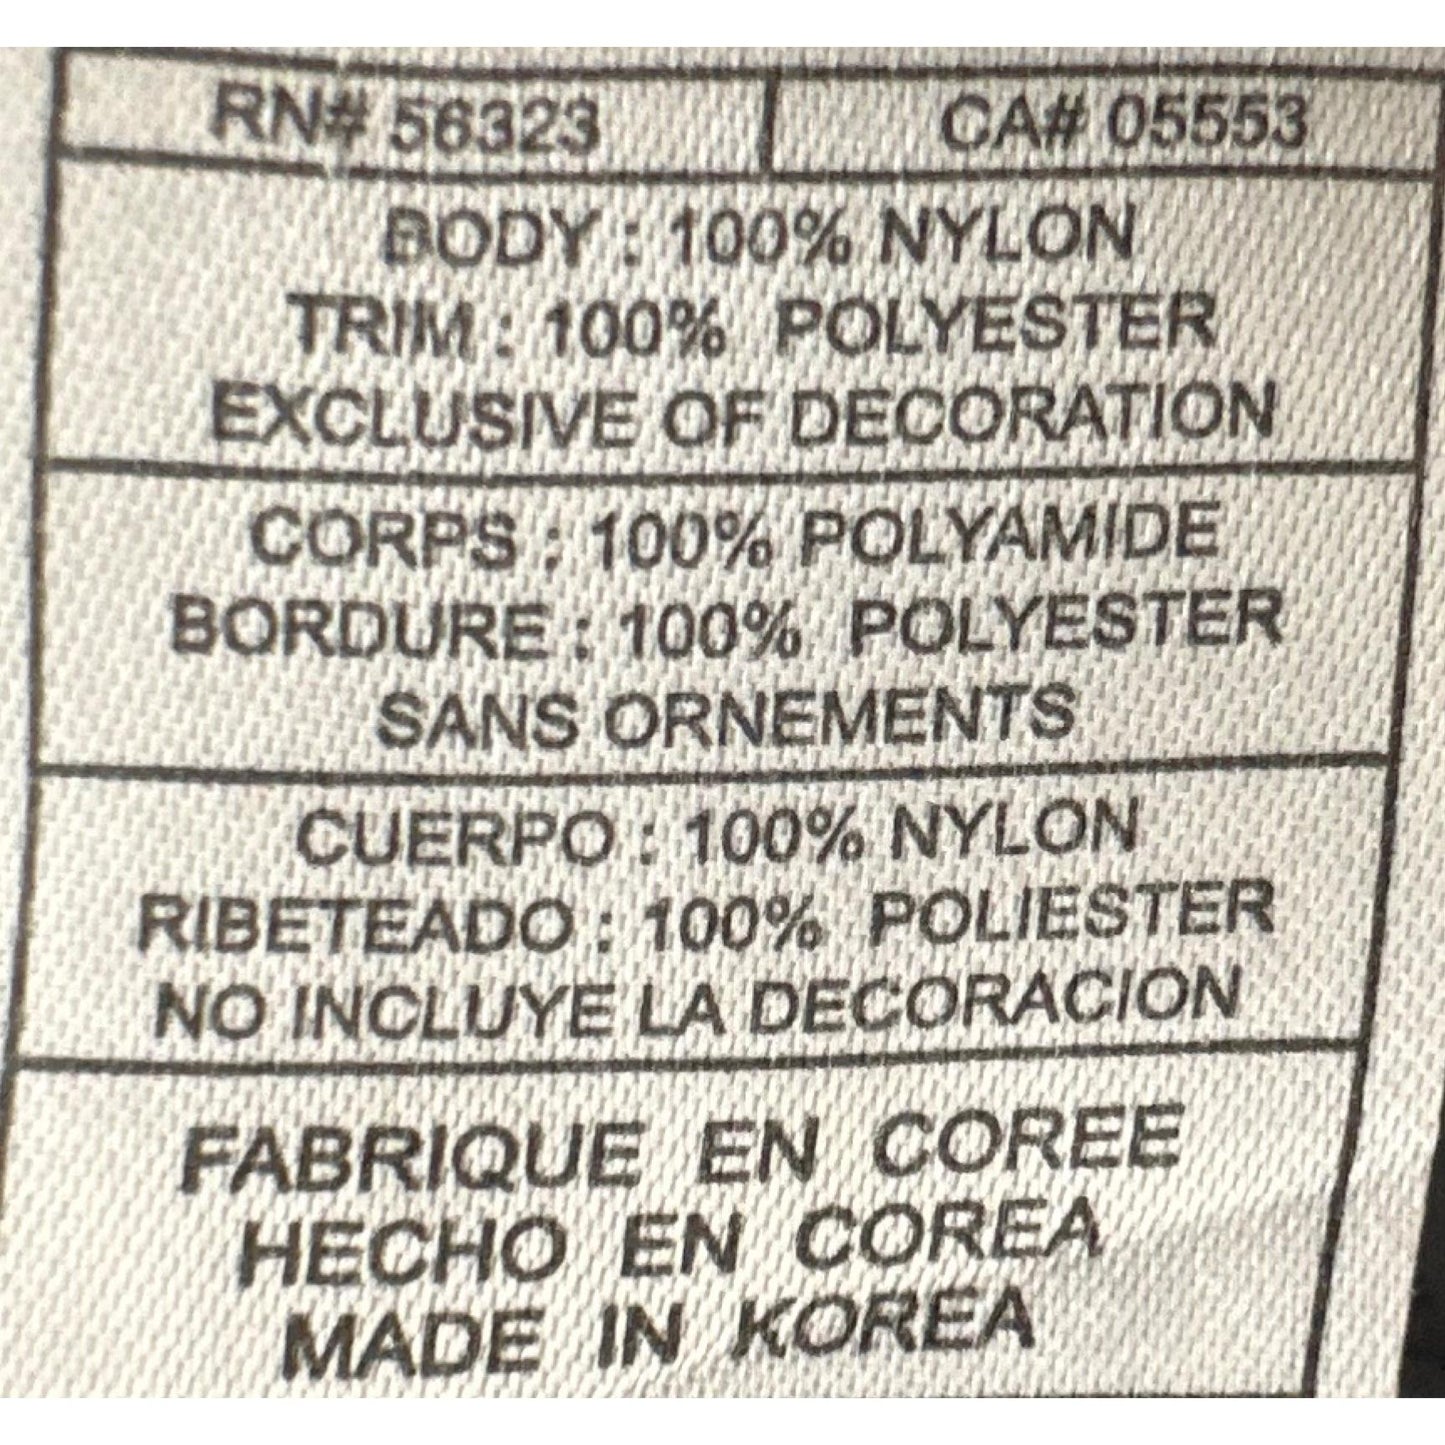 RN# 56323 CA# 05553
BODY : 100% NYLON
TRIM : 100% POLYESTER
EXCLUSIVE OF DECORATION
CORPS : 100% POLYAMIDE
BORDURE : 100% POLYESTER
SANS ORNEMENTS
CUERPO : 100% NYLON
RIBETEADO : 100% POLIESTER
NO INCLUYE LA DECORACION
FABRIQUE EN COREE
HECHO EN COREA
MADE IN KOREA